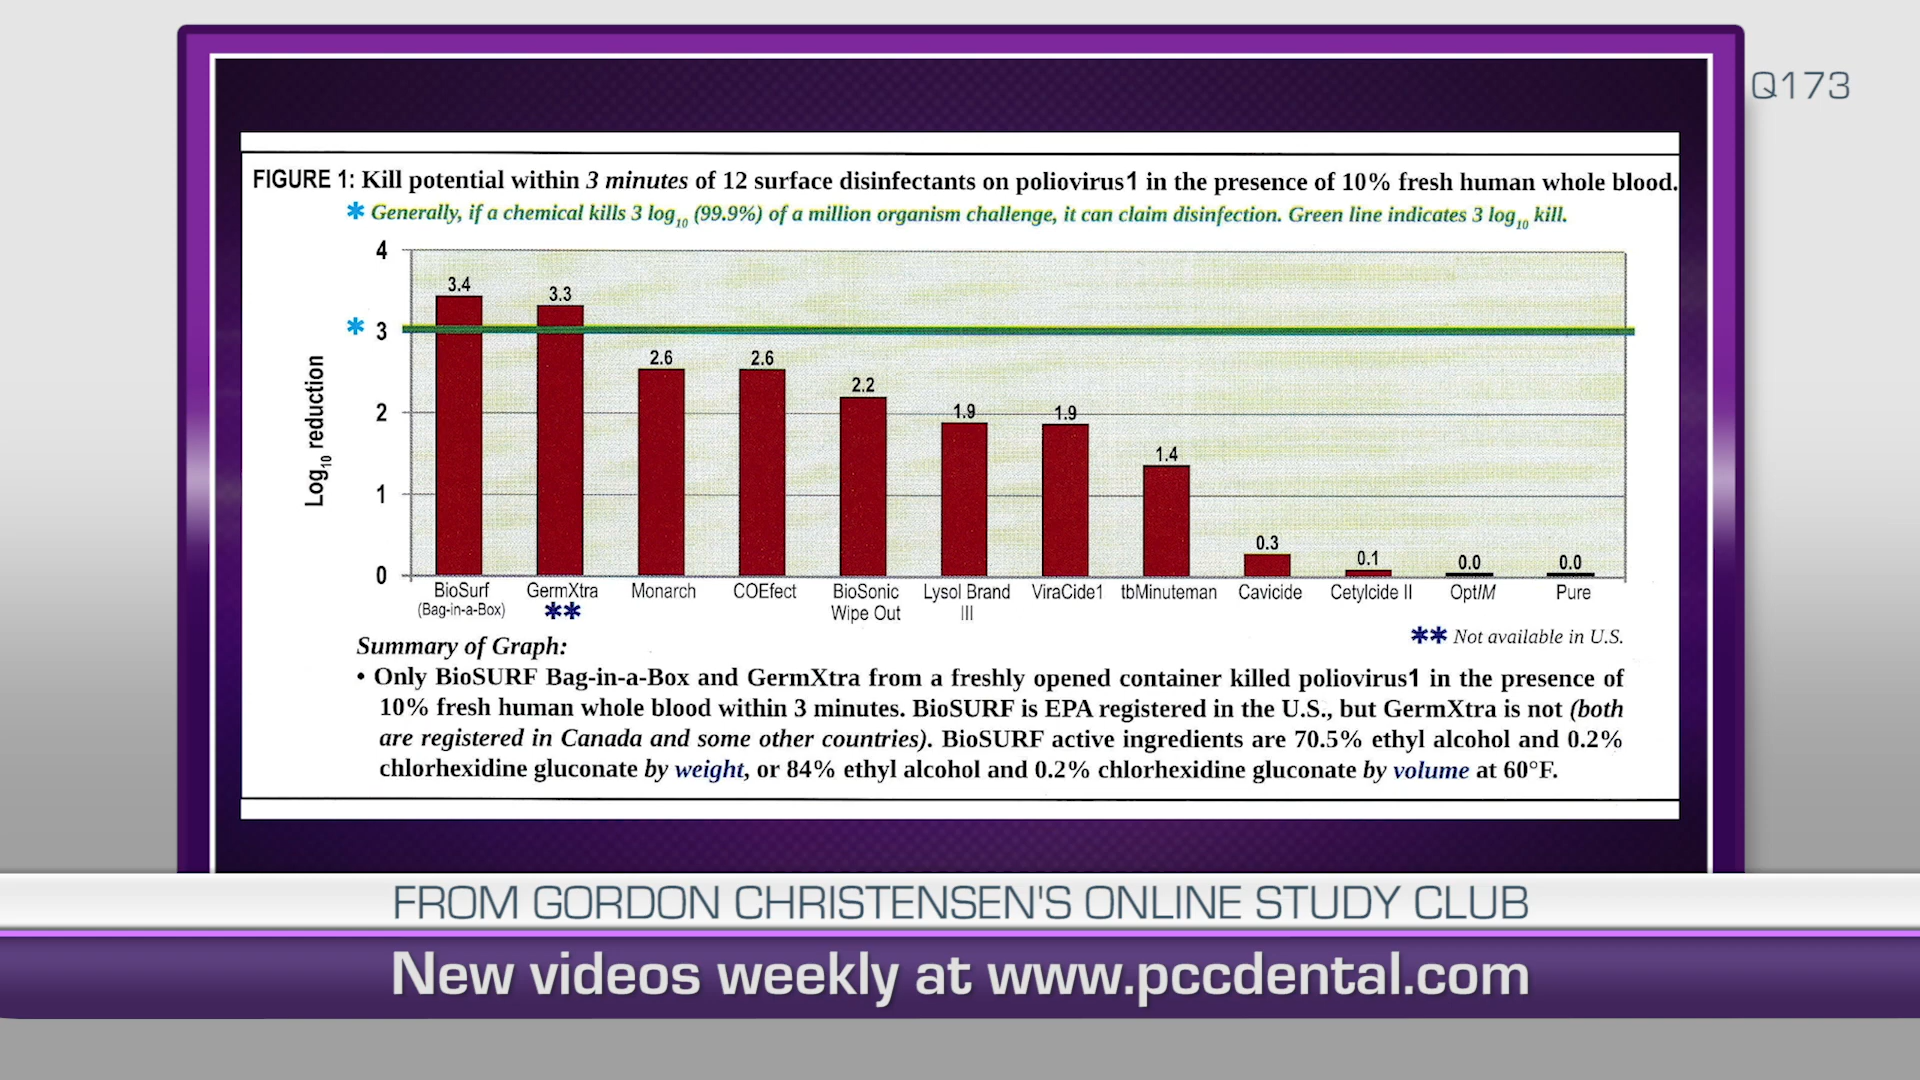 Q173
FIGURE 1: Kill potential within 3 minutes of 12 surface disinfectants on poliovirus1 in the presence of 10% fresh human whole blood.
* Generally, if a chemical kills 3 log10 (99.9%) of a million organism challenge, it can claim disinfection. Green line indicates 3 log10 kill.
4
3.4
3.3
* 3
2.6
2.6
2.2
2
1.9
1.9
1.4
Log10 reduction
1
0.3
0.1
0.0
0.0
0
BioSurf GermXtra Monarch COEfect BioSonic Lysol Brand ViraCide1 tbMinuteman Cavicide Cetylcide II OptIM Pure
(Bag-in-a-Box) ** Wipe Out III
** Not available in U.S.
Summary of Graph:
• Only BioSURF Bag-in-a-Box and GermXtra from a freshly opened container killed poliovirus1 in the presence of
10% fresh human whole blood within 3 minutes. BioSURF is EPA registered in the U.S., but GermXtra is not (both
are registered in Canada and some other countries). BioSURF active ingredients are 70.5% ethyl alcohol and 0.2%
chlorhexidine gluconate by weight, or 84% ethyl alcohol and 0.2% chlorhexidine gluconate by volume at 60°F.
FROM GORDON CHRISTENSEN'S ONLINE STUDY CLUB
New videos weekly at www.pccdental.com